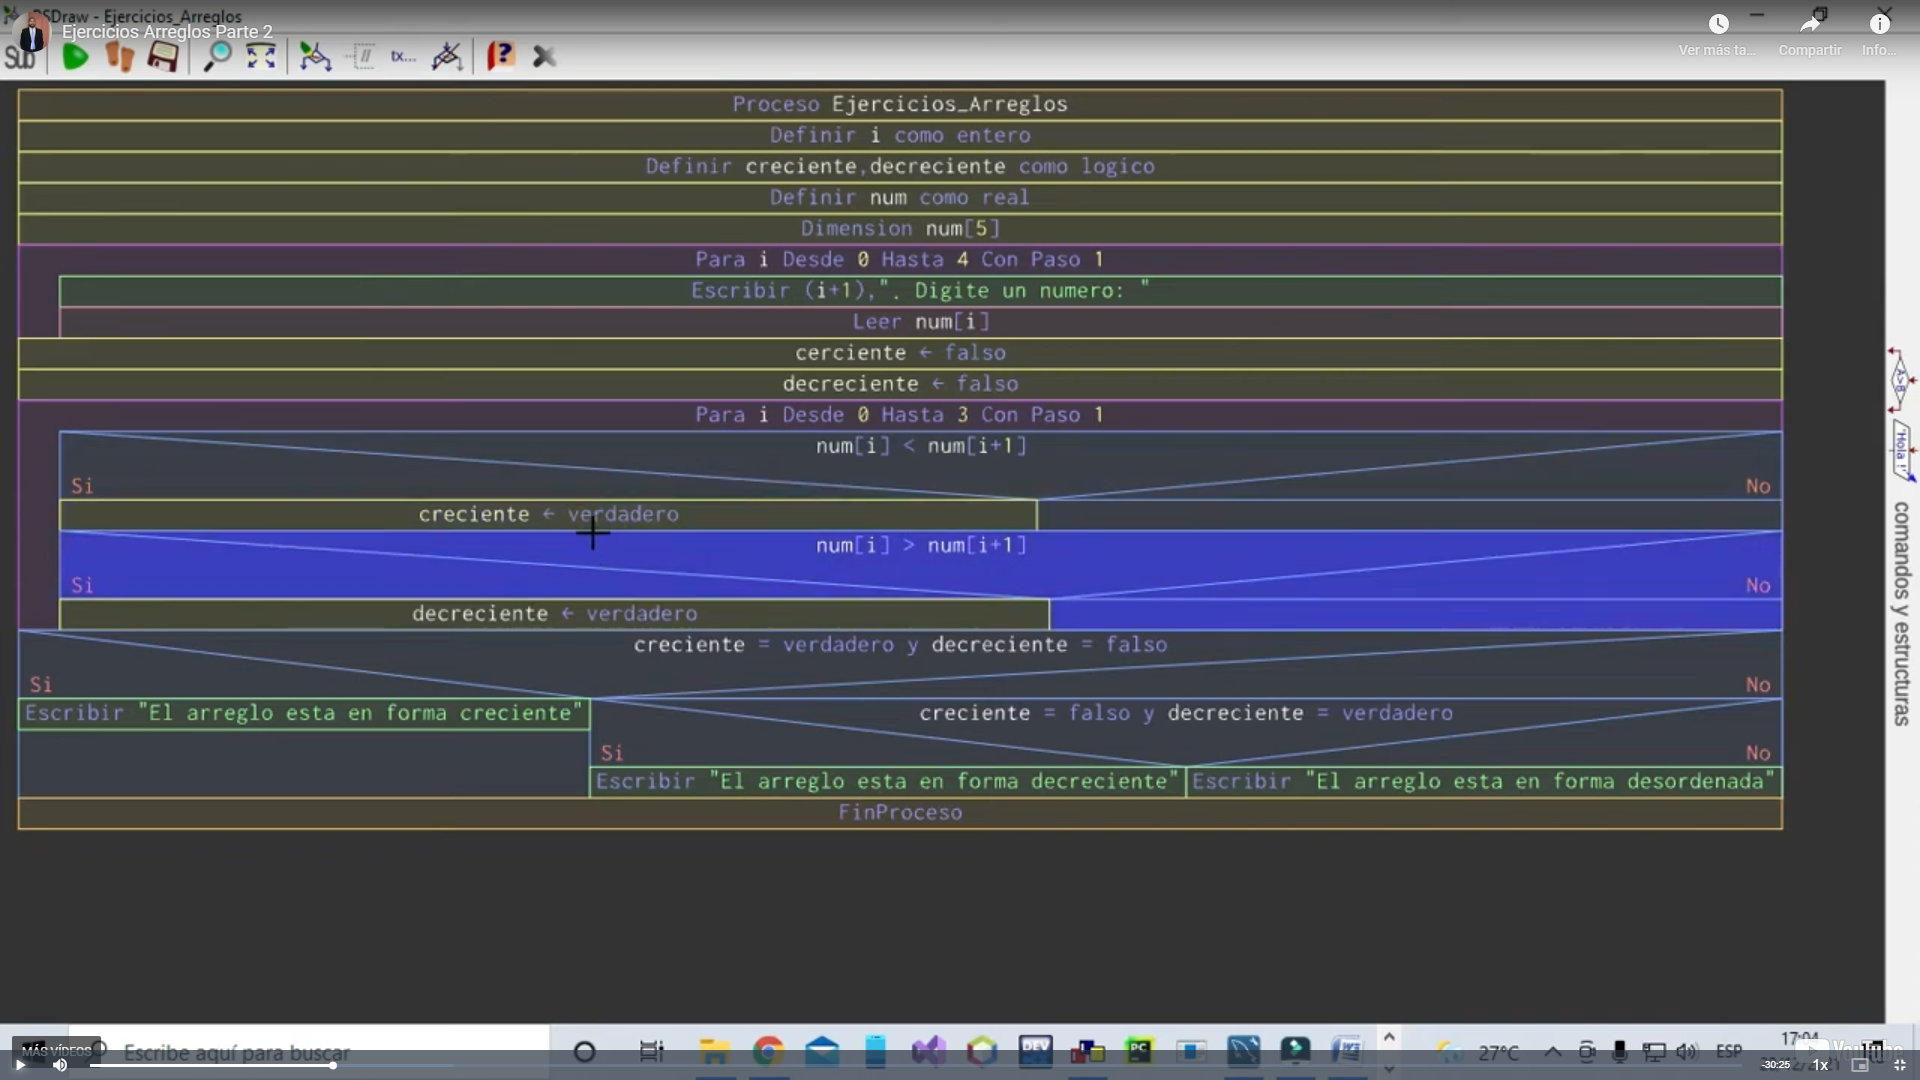 PSDraw - Ejercicios_Arreglos
Ejercicios Arreglos Parte 2
Ver más ta...
Compartir
Info...
Sub
tx...
Proceso Ejercicios_Arreglos
Definir i como entero
Definir creciente,decreciente como logico
Definir num como real
Dimension num[5]
Para i Desde 0 Hasta 4 Con Paso 1
Escribir (i+1),". Digite un numero: "
Leer num[i]
cerciente ← falso
decreciente ← falso
Para i Desde 0 Hasta 3 Con Paso 1
num[i] < num[i+1]
Si
No
creciente ← verdadero
num[i] > num[i+1]
Si
No
decreciente ← verdadero
creciente = verdadero y decreciente = falso
Si
No
Escribir "El arreglo esta en forma creciente"
creciente = falso y decreciente = verdadero
Si
No
Escribir "El arreglo esta en forma decreciente"
Escribir "El arreglo esta en forma desordenada"
FinProceso
A>B
"Hola !"
comandos y estructuras
MÁS VÍDEOS
Escribe aquí para buscar
DEV
PC
27°C
ESP
17:04
YouTube
-30:25
1x